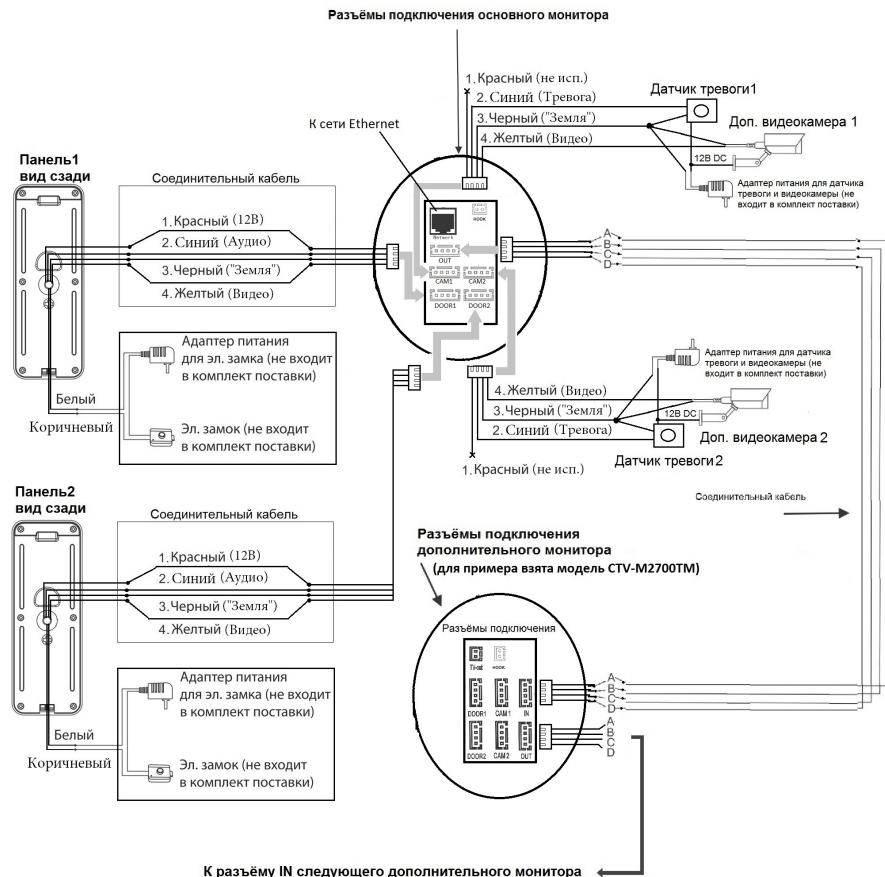 Разъёмы подключения основного монитора
1. Красный (не исп.)
2. Синий (Тревога)
3. Черный ("Земля")
4. Желтый (Видео)
Датчик тревоги1
Доп. видеокамера 1
12В DC
Адаптер питания для датчика
тревоги и видеокамеры (не
входит в комплект поставки)
К сети Ethernet
Панель1
вид сзади
Соединительный кабель
1. Красный (12В)
2. Синий (Аудио)
3. Черный ("Земля")
4. Желтый (Видео)
Network
HOOK
OUT
CAM1
CAM2
DOOR1
DOOR2
A
B
C
D
Адаптер питания
для эл. замка (не входит
в комплект поставки)
Белый
Коричневый
Эл. замок (не входит
в комплект поставки)
Адаптер питания для датчика
тревоги и видеокамеры (не
входит в комплект поставки)
4. Желтый (Видео)
3. Черный ("Земля")
2. Синий (Тревога)
1. Красный (не исп.)
12В DC
Доп. видеокамера 2
Датчик тревоги2
Соединительный кабель
Панель2
вид сзади
Соединительный кабель
1. Красный (12В)
2. Синий (Аудио)
3. Черный ("Земля")
4. Желтый (Видео)
Адаптер питания
для эл. замка (не входит
в комплект поставки)
Белый
Коричневый
Эл. замок (не входит
в комплект поставки)
Разъёмы подключения
дополнительного монитора
(для примера взята модель CTV-M2700TM)
Разъёмы подключения
HOOK
DOOR1
CAM 1
IN
DOOR2
CAM 2
OUT
A
B
C
D
A
B
C
D
К разъёму IN следующего дополнительного монитора